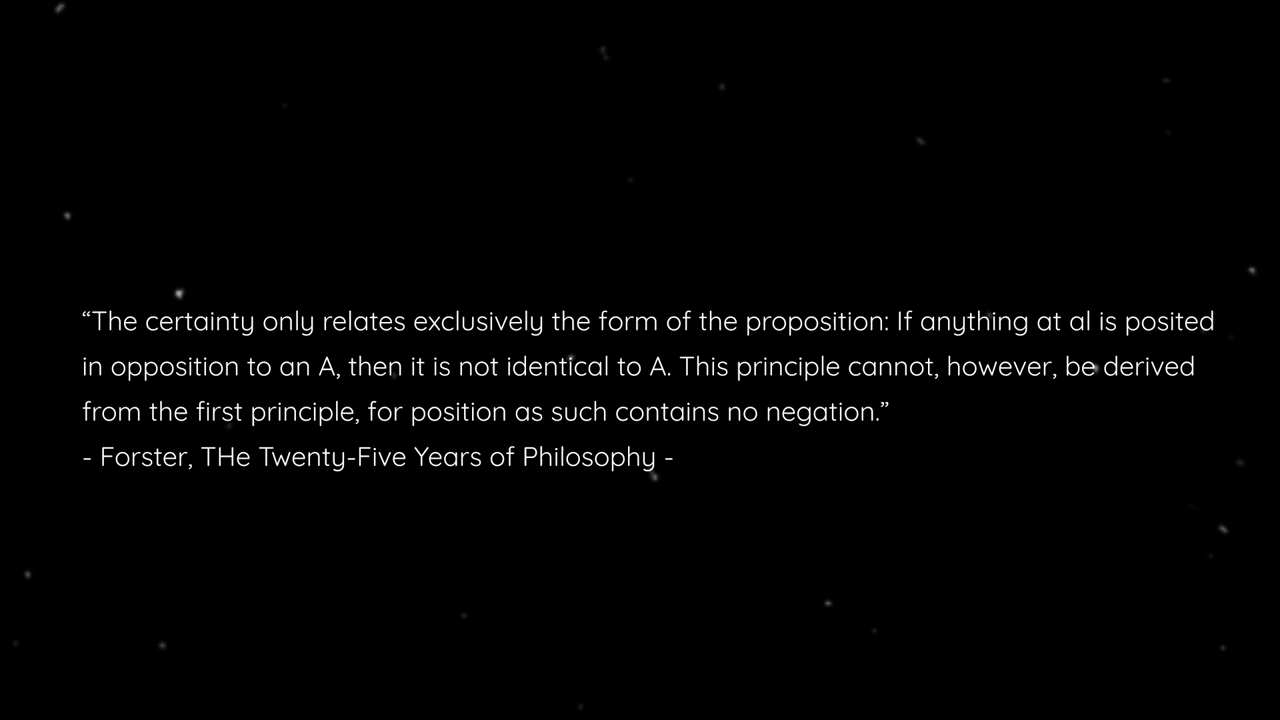 “The certainty only relates exclusively the form of the proposition: If anything at al is posited
in opposition to an A, then it is not identical to A. This principle cannot, however, be derived
from the first principle, for position as such contains no negation.”
- Forster, THe Twenty-Five Years of Philosophy -